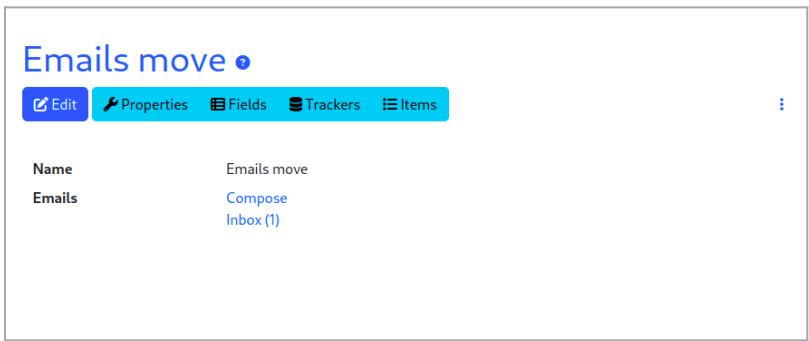 Emails move
Edit Properties Fields Trackers Items
Name Emails move
Emails Compose
Inbox (1)